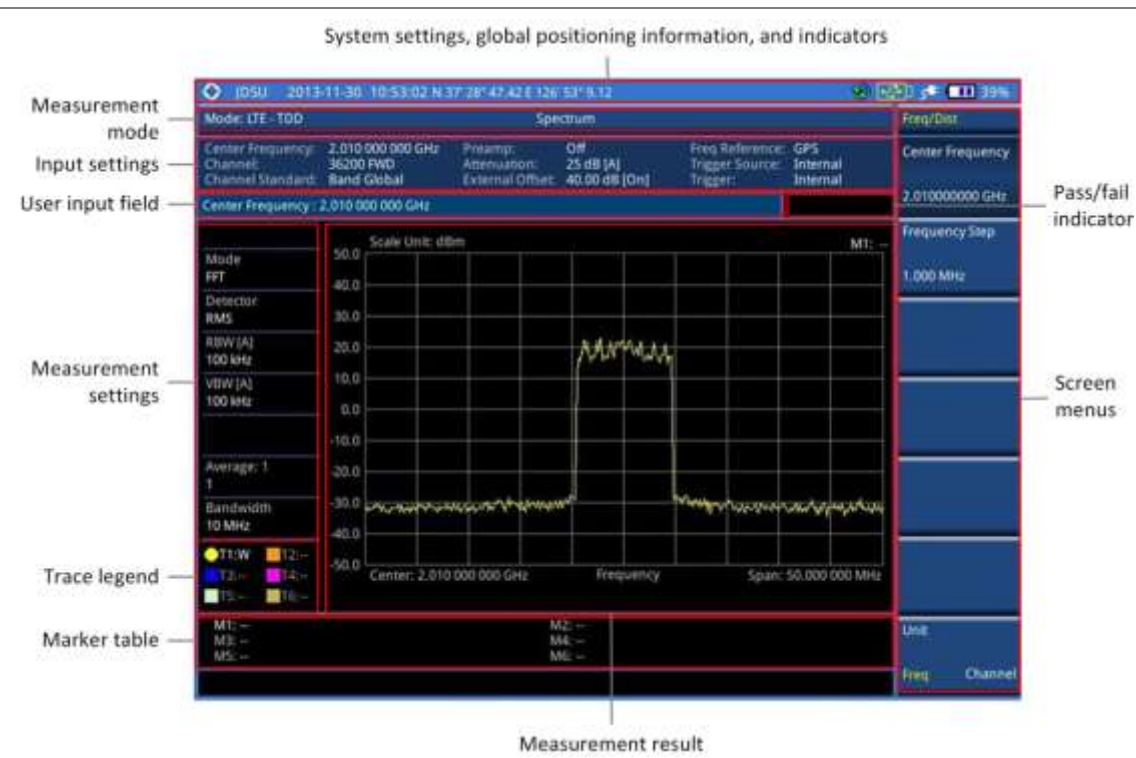 System settings, global positioning information, and indicators
JDSU 2013-11-30 10:53:02 N 37° 28" 47.42 E 126° 53" 9.12 39%
Measurement mode
Mode: LTE - TDD Spectrum Freq/Dist
Input settings
Center Frequency: 2.010 000 000 GHz Preamp: Off Freq Reference: GPS
Channel: 36200 FWD Attenuation: 25 dB [A] Trigger Source: Internal
Channel Standard: Band Global External Offset: 40.00 dB [On] Trigger: Internal
Center Frequency
2.010000000 GHz
User input field
Center Frequency : 2.010 000 000 GHz
Pass/fail indicator
Frequency Step
1.000 MHz
Scale Unit: dBm M1: --
Mode
FFT
Detector
RMS
RBW [A]
100 kHz
VBW [A]
100 kHz
Average: 1
1
Bandwidth
10 MHz
Measurement settings
Screen menus
50.0
40.0
30.0
20.0
10.0
0.0
-10.0
-20.0
-30.0
-40.0
-50.0
Center: 2.010 000 000 GHz Frequency Span: 50.000 000 MHz
Trace legend
T1:W T2:--
T3:-- T4:--
T5:-- T6:--
Marker table
M1: -- M2: --
M3: -- M4: --
M5: -- M6: --
Unit
Freq Channel
Measurement result